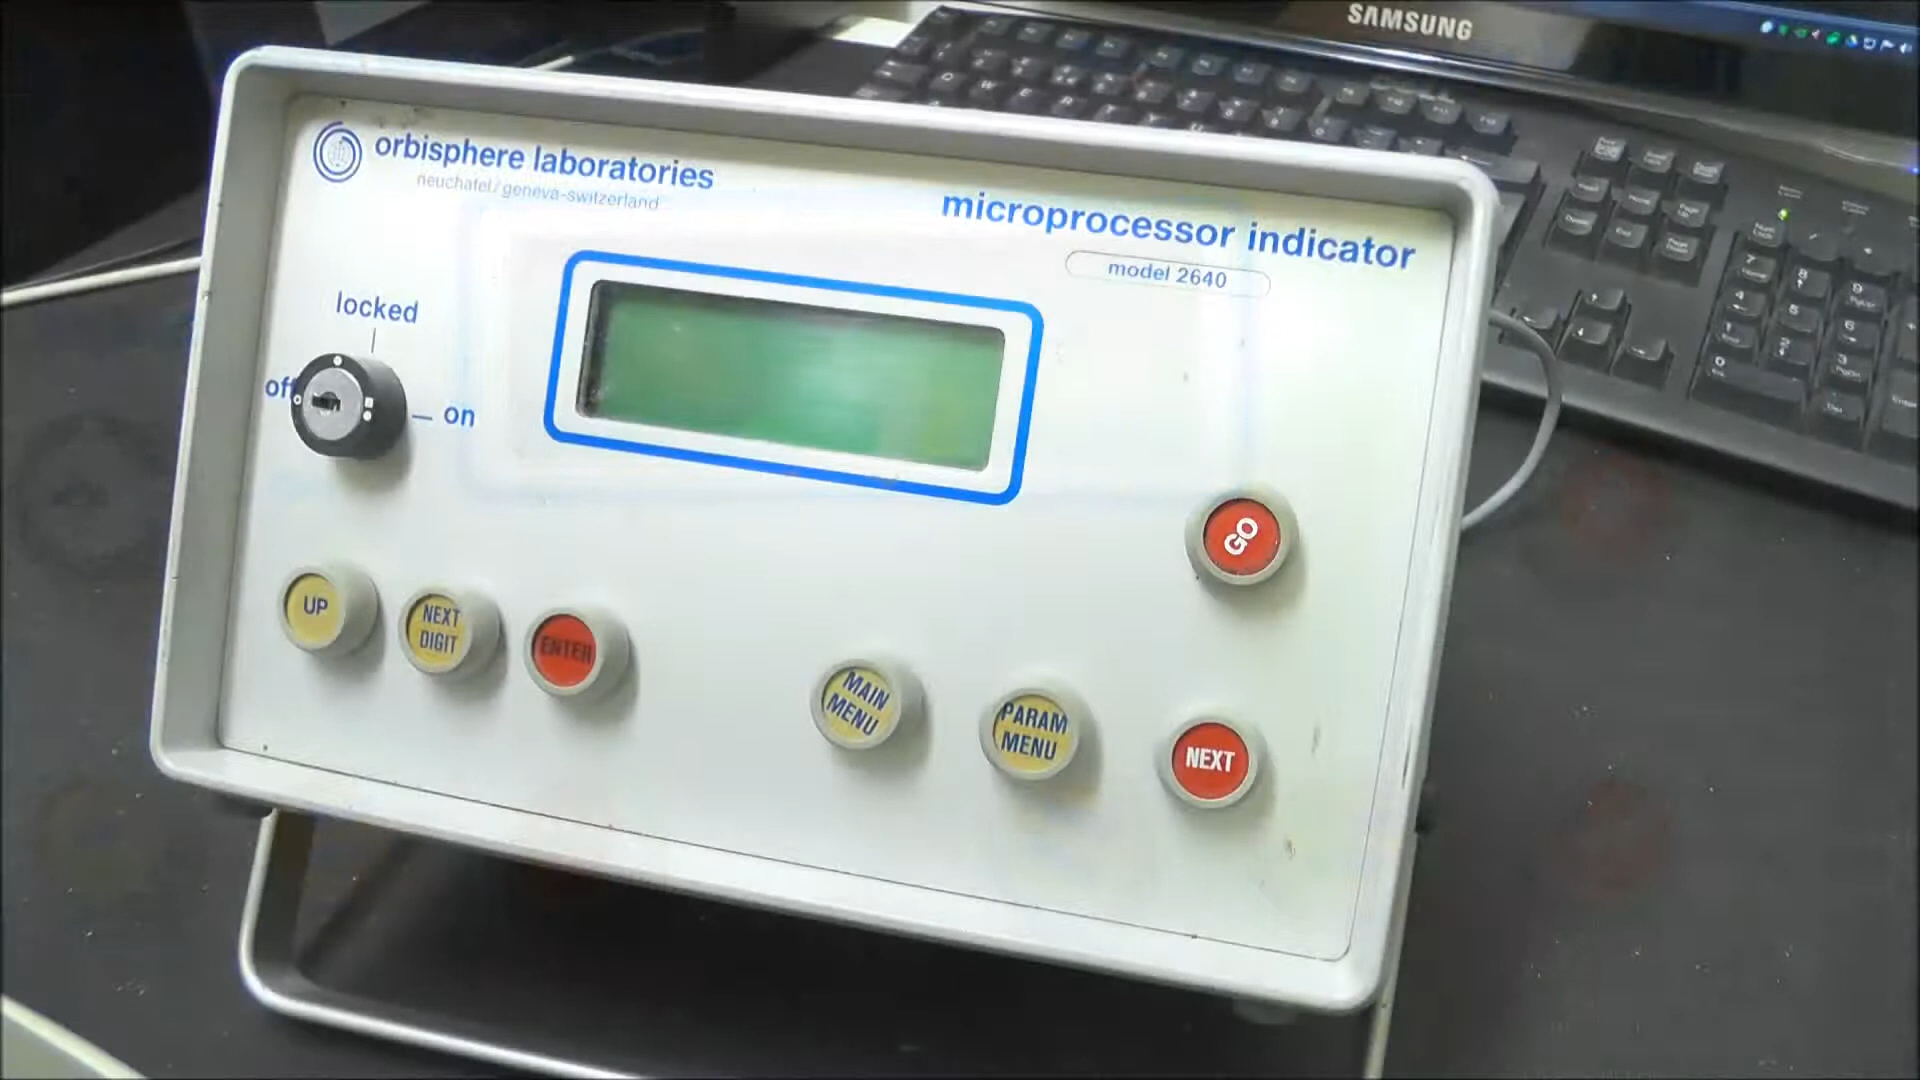 SAMSUNG
orbisphere laboratories
neuchatel/geneva-switzerland
microprocessor indicator
model 2640
locked
off
on
GO
UP
NEXT
DIGIT
ENTER
MAIN
MENU
PARAM
MENU
NEXT